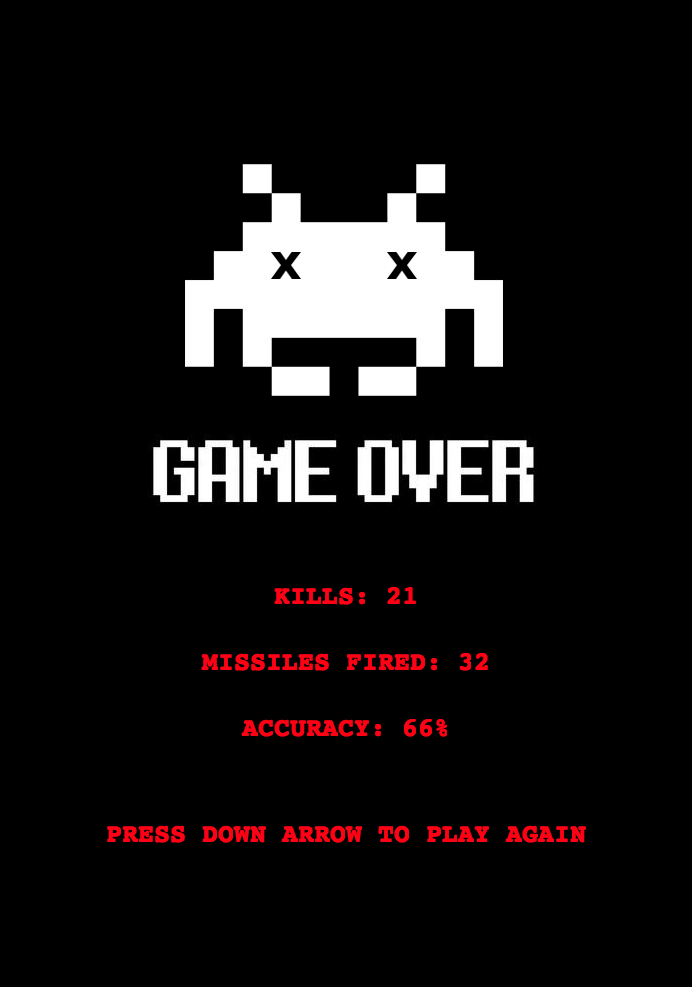 GAME OVER
KILLS: 21
MISSILES FIRED: 32
ACCURACY: 66%
PRESS DOWN ARROW TO PLAY AGAIN